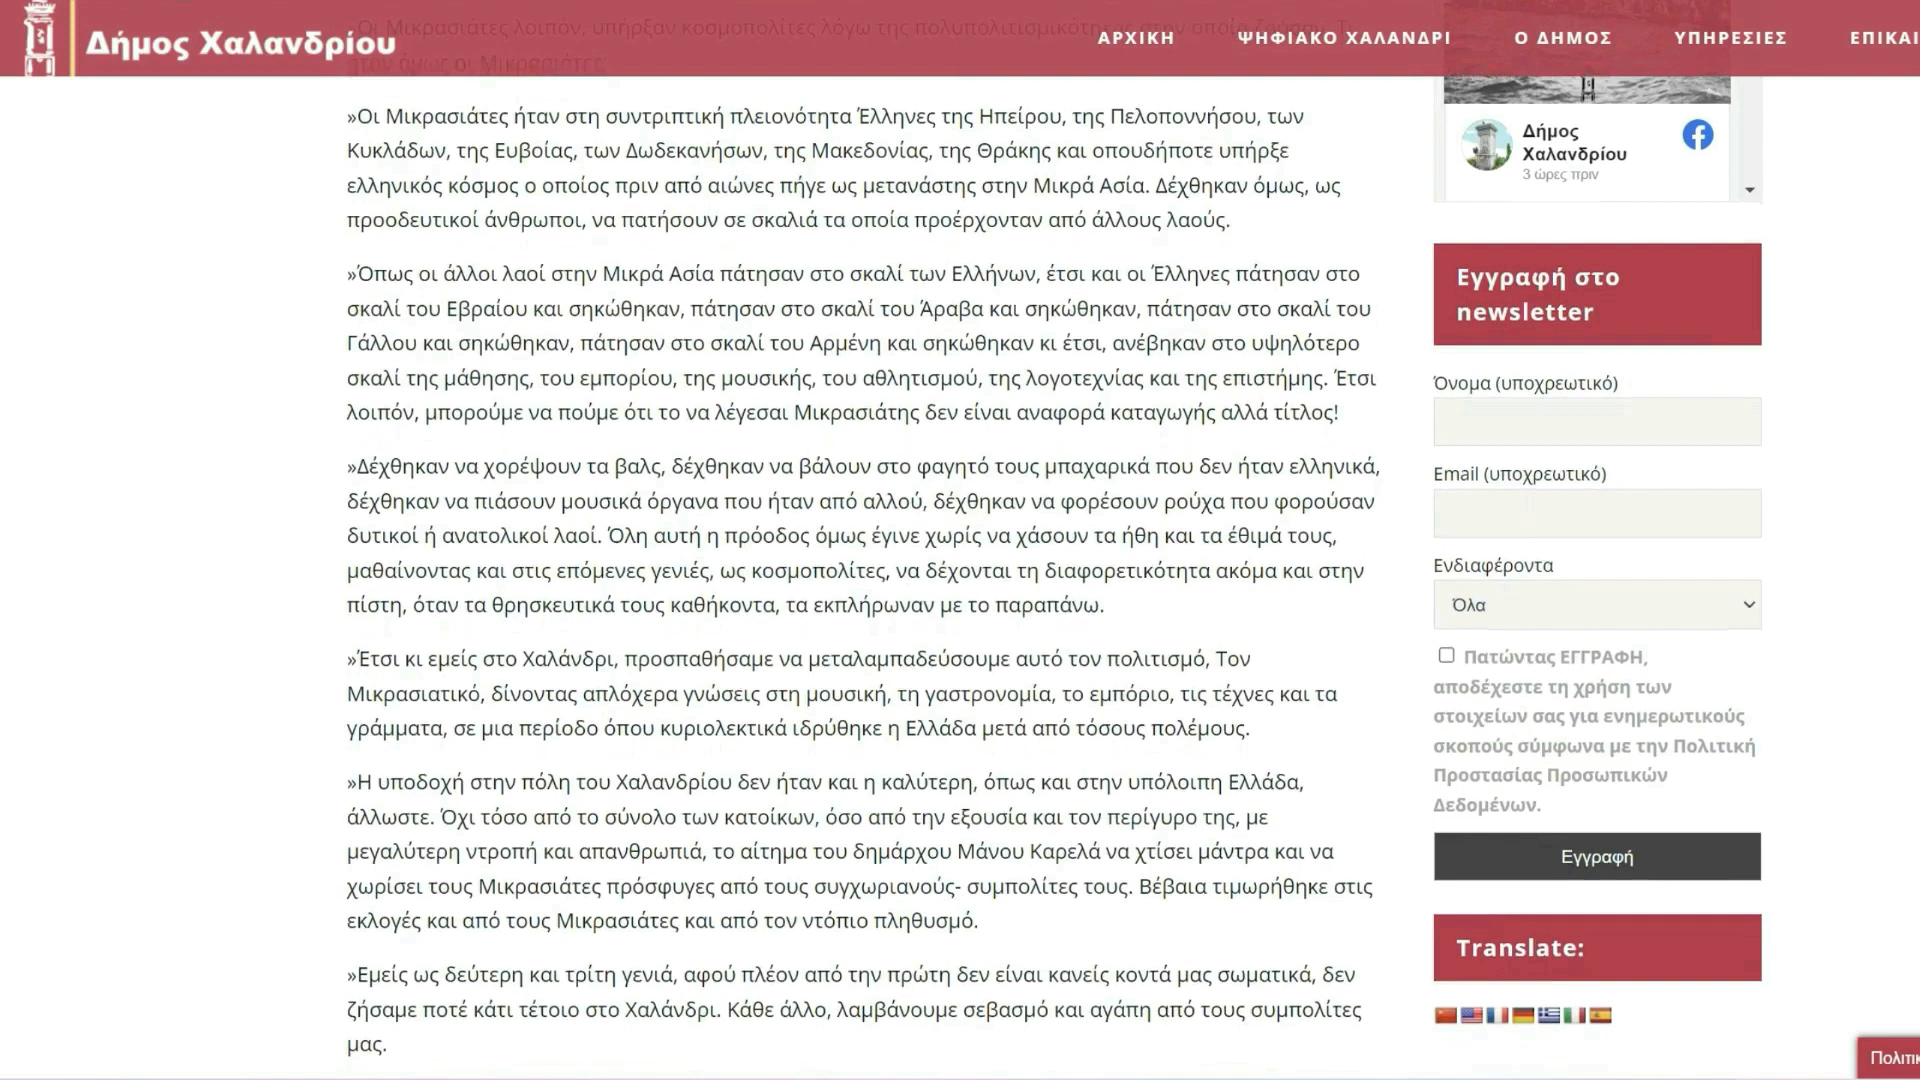 Δήμος Χαλανδρίου
ΑΡΧΙΚΗ
ΨΗΦΙΑΚΟ ΧΑΛΑΝΔΡΙ
Ο ΔΗΜΟΣ
ΥΠΗΡΕΣΙΕΣ
ΕΠΙΚΑΙ
»Οι Μικρασιάτες λοιπόν, υπήρξαν κοσμοπολίτες λόγω της πολυπολιτισμικότητας στην οποία ζούσαν. Τι
ήταν όμως οι Μικρασιάτες;
»Οι Μικρασιάτες ήταν στη συντριπτική πλειονότητα Έλληνες της Ηπείρου, της Πελοποννήσου, των
Κυκλάδων, της Ευβοίας, των Δωδεκανήσων, της Μακεδονίας, της Θράκης και οπουδήποτε υπήρξε
ελληνικός κόσμος ο οποίος πριν από αιώνες πήγε ως μετανάστης στην Μικρά Ασία. Δέχθηκαν όμως, ως
προοδευτικοί άνθρωποι, να πατήσουν σε σκαλιά τα οποία προέρχονταν από άλλους λαούς.
»Όπως οι άλλοι λαοί στην Μικρά Ασία πάτησαν στο σκαλί των Ελλήνων, έτσι και οι Έλληνες πάτησαν στο
σκαλί του Εβραίου και σηκώθηκαν, πάτησαν στο σκαλί του Άραβα και σηκώθηκαν, πάτησαν στο σκαλί του
Γάλλου και σηκώθηκαν, πάτησαν στο σκαλί του Αρμένη και σηκώθηκαν κι έτσι, ανέβηκαν στο υψηλότερο
σκαλί της μάθησης, του εμπορίου, της μουσικής, του αθλητισμού, της λογοτεχνίας και της επιστήμης. Έτσι
λοιπόν, μπορούμε να πούμε ότι το να λέγεσαι Μικρασιάτης δεν είναι αναφορά καταγωγής αλλά τίτλος!
»Δέχθηκαν να χορέψουν τα βαλς, δέχθηκαν να βάλουν στο φαγητό τους μπαχαρικά που δεν ήταν ελληνικά,
δέχθηκαν να πιάσουν μουσικά όργανα που ήταν από αλλού, δέχθηκαν να φορέσουν ρούχα που φορούσαν
δυτικοί ή ανατολικοί λαοί. Όλη αυτή η πρόοδος όμως έγινε χωρίς να χάσουν τα ήθη και τα έθιμά τους,
μαθαίνοντας και στις επόμενες γενιές, ως κοσμοπολίτες, να δέχονται τη διαφορετικότητα ακόμα και στην
πίστη, όταν τα θρησκευτικά τους καθήκοντα, τα εκπλήρωναν με το παραπάνω.
»Έτσι κι εμείς στο Χαλάνδρι, προσπαθήσαμε να μεταλαμπαδεύσουμε αυτό τον πολιτισμό, Τον
Μικρασιατικό, δίνοντας απλόχερα γνώσεις στη μουσική, τη γαστρονομία, το εμπόριο, τις τέχνες και τα
γράμματα, σε μια περίοδο όπου κυριολεκτικά ιδρύθηκε η Ελλάδα μετά από τόσους πολέμους.
»Η υποδοχή στην πόλη του Χαλανδρίου δεν ήταν και η καλύτερη, όπως και στην υπόλοιπη Ελλάδα,
άλλωστε. Όχι τόσο από το σύνολο των κατοίκων, όσο από την εξουσία και τον περίγυρο της, με
μεγαλύτερη ντροπή και απανθρωπιά, το αίτημα του δημάρχου Μάνου Καρελά να χτίσει μάντρα και να
χωρίσει τους Μικρασιάτες πρόσφυγες από τους συγχωριανούς- συμπολίτες τους. Βέβαια τιμωρήθηκε στις
εκλογές και από τους Μικρασιάτες και από τον ντόπιο πληθυσμό.
»Εμείς ως δεύτερη και τρίτη γενιά, αφού πλέον από την πρώτη δεν είναι κανείς κοντά μας σωματικά, δεν
ζήσαμε ποτέ κάτι τέτοιο στο Χαλάνδρι. Κάθε άλλο, λαμβάνουμε σεβασμό και αγάπη από τους συμπολίτες
μας.
Δήμος
Χαλανδρίου
3 ώρες πριν
Εγγραφή στο
newsletter
Όνομα (υποχρεωτικό)
Email (υποχρεωτικό)
Ενδιαφέροντα
Όλα
Πατώντας ΕΓΓΡΑΦΗ,
αποδέχεστε τη χρήση των
στοιχείων σας για ενημερωτικούς
σκοπούς σύμφωνα με την Πολιτική
Προστασίας Προσωπικών
Δεδομένων.
Εγγραφή
Translate:
Πολιτικ